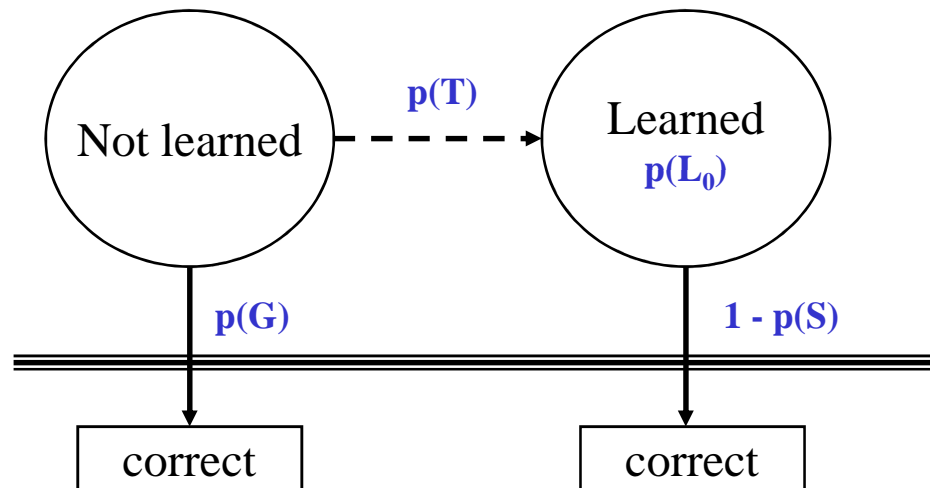 p(T)
Not learned
Learned
p(L₀)
p(G)
1 - p(S)
correct
correct